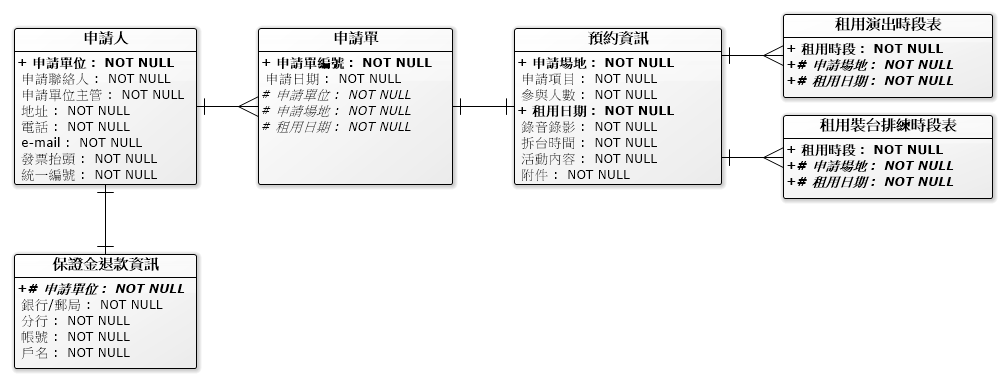 申請人
+ 申請單位： NOT NULL
申請聯絡人： NOT NULL
申請單位主管： NOT NULL
地址： NOT NULL
電話： NOT NULL
e-mail： NOT NULL
發票抬頭： NOT NULL
統一編號： NOT NULL
申請單
+ 申請單編號： NOT NULL
申請日期： NOT NULL
# 申請單位： NOT NULL
# 申請場地： NOT NULL
# 租用日期： NOT NULL
預約資訊
+ 申請場地： NOT NULL
申請項目： NOT NULL
參與人數： NOT NULL
+ 租用日期： NOT NULL
錄音錄影： NOT NULL
拆台時間： NOT NULL
活動內容： NOT NULL
附件： NOT NULL
租用演出時段表
+ 租用時段： NOT NULL
+# 申請場地： NOT NULL
+# 租用日期： NOT NULL
租用裝台排練時段表
+ 租用時段： NOT NULL
+# 申請場地： NOT NULL
+# 租用日期： NOT NULL
保證金退款資訊
+# 申請單位： NOT NULL
銀行/郵局： NOT NULL
分行： NOT NULL
帳號： NOT NULL
戶名： NOT NULL